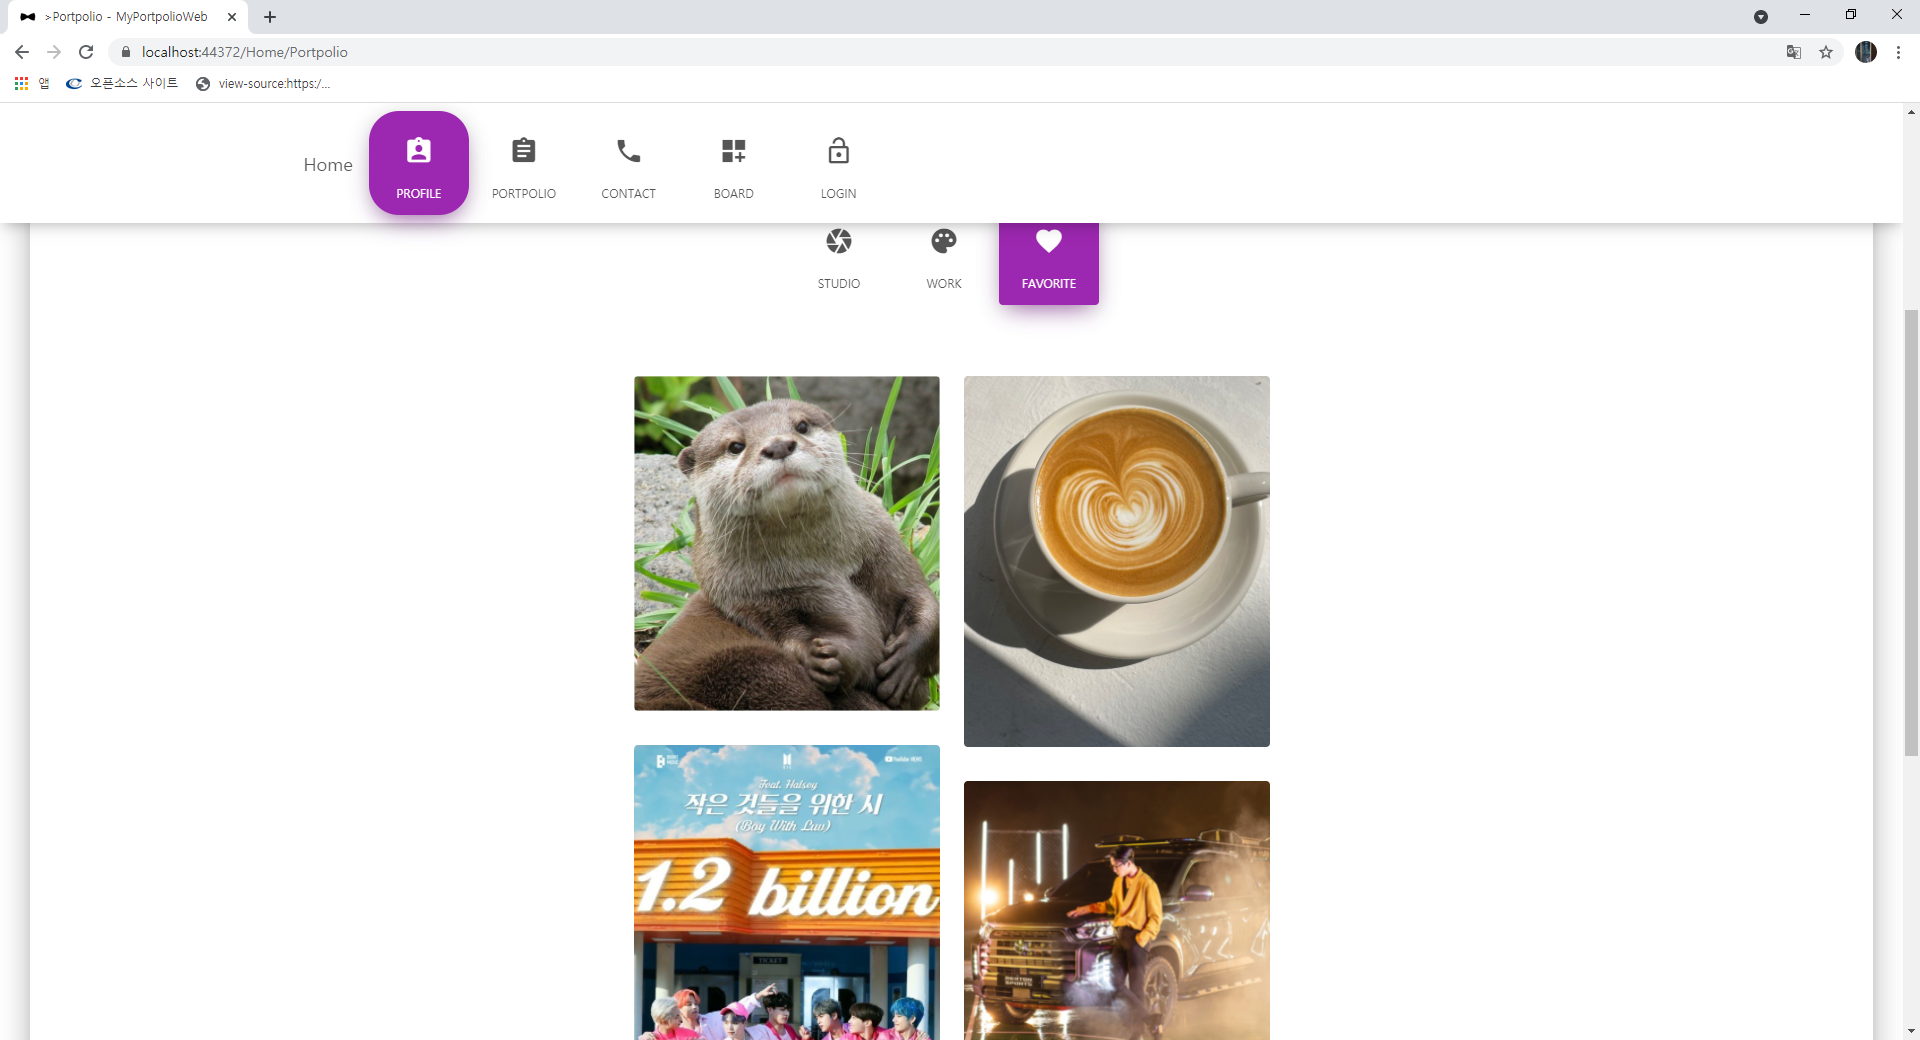 >Portpolio - MyPortpolioWeb
localhost:44372/Home/Portpolio
앱
오픈소스 사이트
view-source:https:/...
Home
PROFILE
PORTPOLIO
CONTACT
BOARD
LOGIN
STUDIO
WORK
FAVORITE
Feat. Halsey
작은 것들을 위한 시
(Boy With Luv)
1.2 billion
TICKET